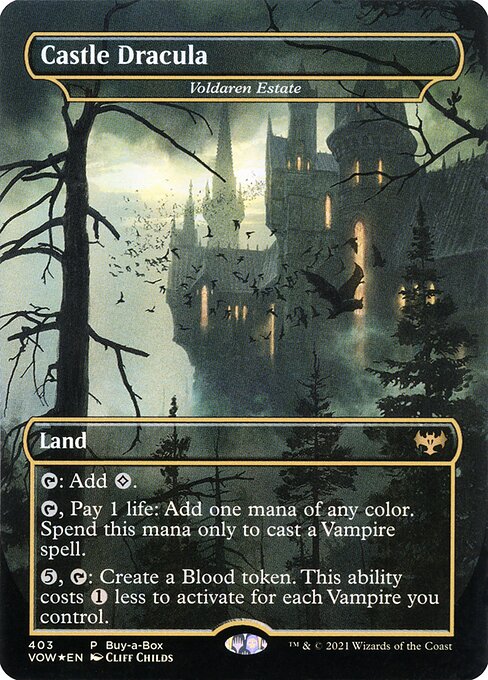 Castle Dracula
Voldaren Estate
Land
: Add .
, Pay 1 life: Add one mana of any color.
Spend this mana only to cast a Vampire
spell.
5, : Create a Blood token. This ability
costs 1 less to activate for each Vampire you
control.
403 P Buy-a-Box
VOW★EN CLIFF CHILDS ™ & © 2021 Wizards of the Coast